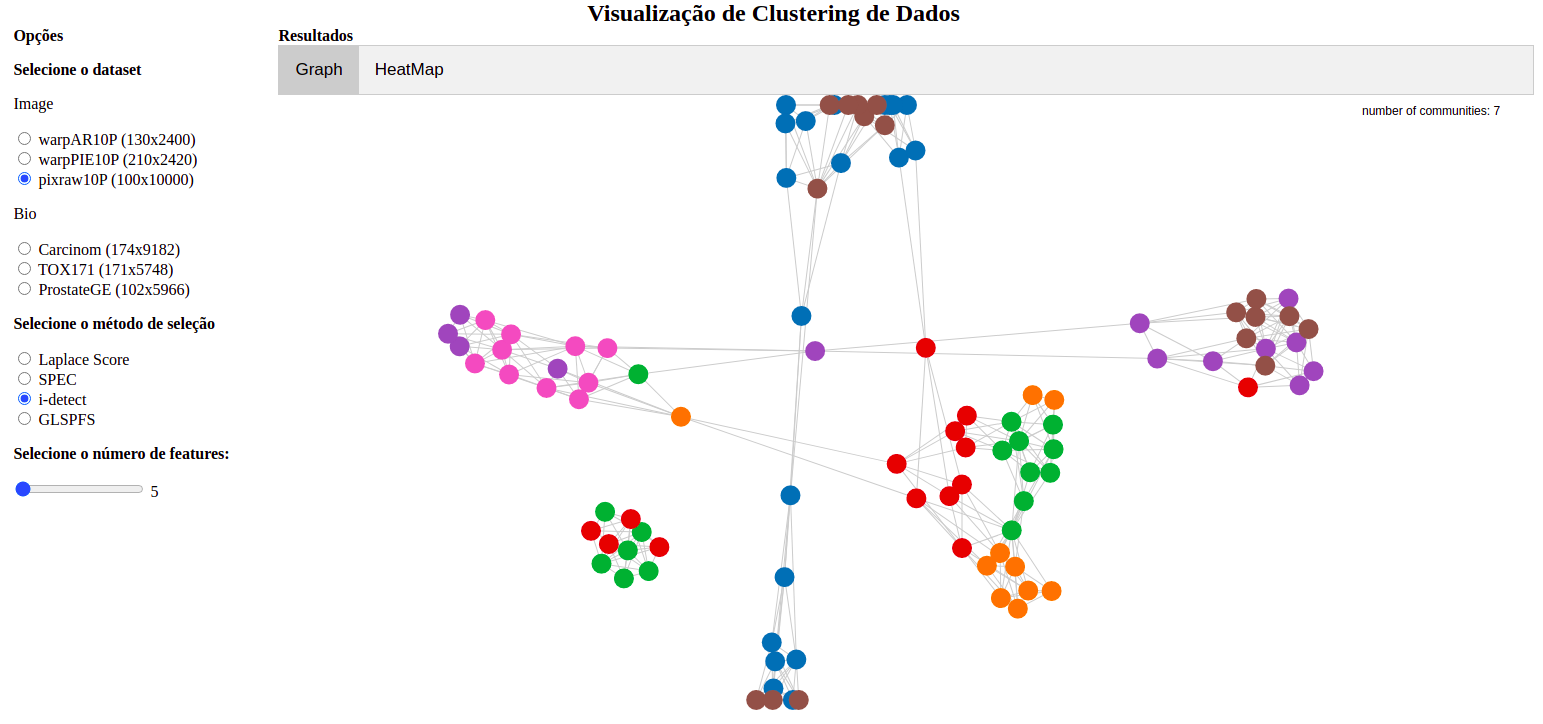 Visualização de Clustering de Dados
Opções
Selecione o dataset
Image
warpAR10P (130x2400)
warpPIE10P (210x2420)
pixraw10P (100x10000)
Bio
Carcinom (174x9182)
TOX171 (171x5748)
ProstateGE (102x5966)
Selecione o método de seleção
Laplace Score
SPEC
i-detect
GLSPFS
Selecione o número de features:
5
Resultados
Graph HeatMap
number of communities: 7